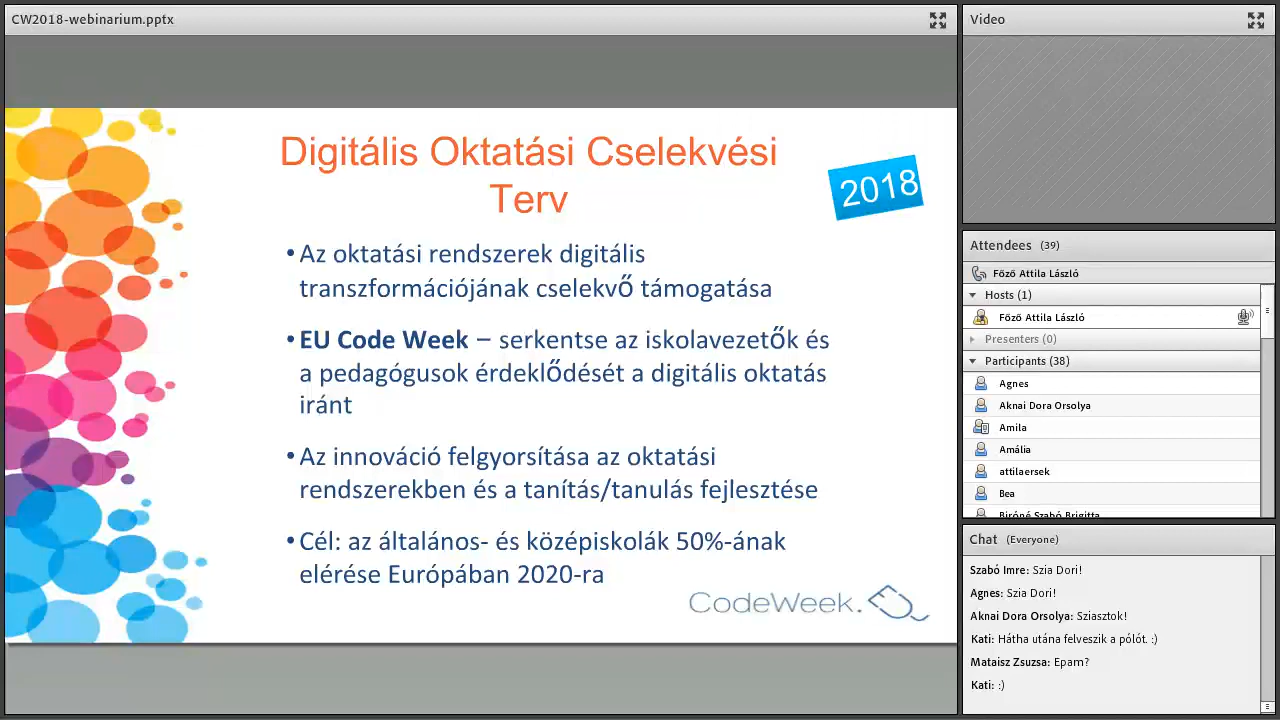 CW2018-webinarium.pptx
Digitális Oktatási Cselekvési
Terv
2018
•Az oktatási rendszerek digitális
transzformációjának cselekvő támogatása
•EU Code Week – serkentse az iskolavezetők és
a pedagógusok érdeklődését a digitális oktatás
iránt
•Az innováció felgyorsítása az oktatási
rendszerekben és a tanítás/tanulás fejlesztése
•Cél: az általános- és középiskolák 50%-ának
elérése Európában 2020-ra
CodeWeek.
Video
Attendees (39)
Főző Attila László
Hosts (1)
Főző Attila László
Presenters (0)
Participants (38)
Agnes
Aknai Dora Orsolya
Amila
Amália
attilaersek
Bea
Biróné Szabó Brigitta
Chat (Everyone)
Szabó Imre: Szia Dori!
Agnes: Szia Dori!
Aknai Dora Orsolya: Sziasztok!
Kati: Hátha utána felveszik a pólót. :)
Mataisz Zsuzsa: Epam?
Kati: :)